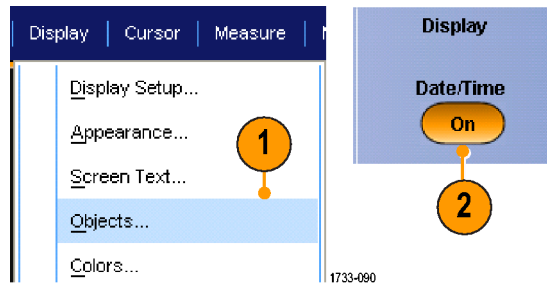 Display | Cursor | Measure |
Display Setup...
Appearance...
Screen Text...
Objects...
Colors...
1
Display
Date/Time
On
2
1733-090